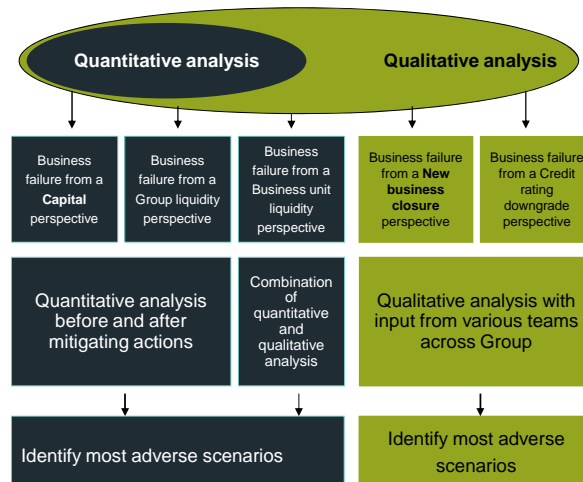 Quantitative analysis
Qualitative analysis
Business
failure from a
Capital
perspective
Business
failure from a
Group liquidity
perspective
Business
failure from a
Business unit
liquidity
perspective
Business failure
from a New
business
closure
perspective
Business failure
from a Credit
rating
downgrade
perspective
Quantitative analysis
before and after
mitigating actions
Combination
of
quantitative
and
qualitative
analysis
Qualitative analysis with
input from various teams
across Group
Identify most adverse scenarios
Identify most adverse
scenarios